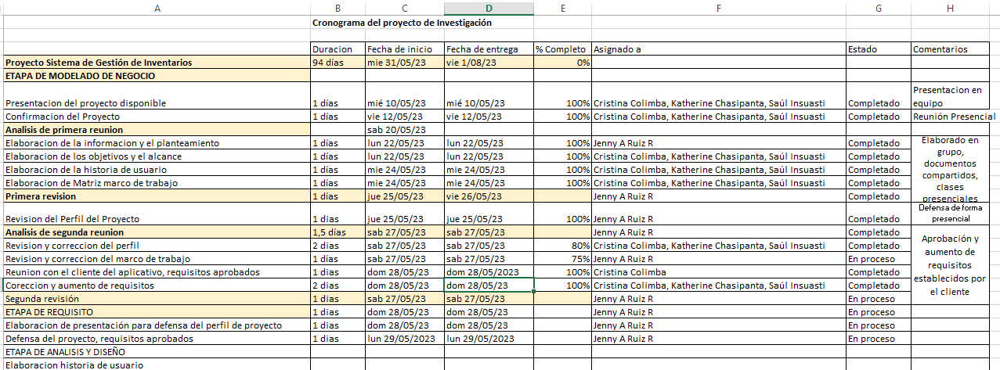 A B C D E F G H
Cronograma del proyecto de Investigación
Duracion Fecha de inicio Fecha de entrega % Completo Asignado a Estado Comentarios
Proyecto Sistema de Gestión de Inventarios 94 días mie 31/05/23 vie 1/08/23 0%
ETAPA DE MODELADO DE NEGOCIO
Presentacion en
Presentacion del proyecto disponible 1 días mié 10/05/23 mié 10/05/23 100% Cristina Colimba, Katherine Chasipanta, Saúl Insuasti Completado equipo
Confirmacion del Proyecto 1 días vie 12/05/23 vie 12/05/23 100% Cristina Colimba, Katherine Chasipanta, Saúl Insuasti Completado Reunión Presencial
Analisis de primera reunion sab 20/05/23
Elaboracion de la informacion y el planteamiento 1 días lun 22/05/23 lun 22/05/23 100% Jenny A Ruiz R Completado
Elaboracion de los objetivos y el alcance 1 días lun 22/05/23 lun 22/05/23 100% Cristina Colimba, Katherine Chasipanta, Saúl Insuasti Completado
Elaboracion de la historia de usuario 1 días mie 24/05/23 mie 24/05/23 100% Cristina Colimba, Katherine Chasipanta, Saúl Insuasti Completado
Elaboracion de Matriz marco de trabajo 1 días mie 24/05/23 mie 24/05/23 100% Cristina Colimba, Katherine Chasipanta, Saúl Insuasti Completado
Primera revision 1 días jue 25/05/23 vie 26/05/23 Jenny A Ruiz R Completado
Elaborado en
grupo,
documentos
compartidos,
clases
presenciales
Revision del Perfil del Proyecto 1 dias jue 25/05/23 jue 25/05/23 100% Jenny A Ruiz R Completado
Defensa de forma
presencial
Analisis de segunda reunion 1,5 días sab 27/05/23 sab 27/05/23 Jenny A Ruiz R Completado
Revision y correccion del perfil 2 dias sab 27/05/23 sab 27/05/23 80% Cristina Colimba, Katherine Chasipanta, Saúl Insuasti Completado
Revision y correccion del marco de trabajo 1 días sab 27/05/23 sab 27/05/23 75% Jenny A Ruiz R En proceso
Reunion con el cliente del aplicativo, requisitos aprobados 1 dias dom 28/05/23 dom 28/05/2023 100% Cristina Colimba Completado
Coreccion y aumento de requisitos 2 dias dom 28/05/23 dom 28/05/23 100% Cristina Colimba, Katherine Chasipanta, Saúl Insuasti Completado
Aprobación y
aumento de
requisitos
establecidos por
el cliente
Segunda revisión 1 dias sab 27/05/23 sab 27/05/23 Jenny A Ruiz R En proceso
ETAPA DE REQUISITO 1 dias dom 28/05/23 dom 28/05/23 Jenny A Ruiz R En proceso
Elaboracion de presentación para defensa del perfil de proyecto 1 dias dom 28/05/23 dom 28/05/23 Jenny A Ruiz R En proceso
Defensa del proyecto, requisitos aprobados 1 dias lun 29/05/2023 lun 29/05/2023 Jenny A Ruiz R En proceso
ETAPA DE ANALISIS Y DISEÑO
Elaboracion historia de usuario